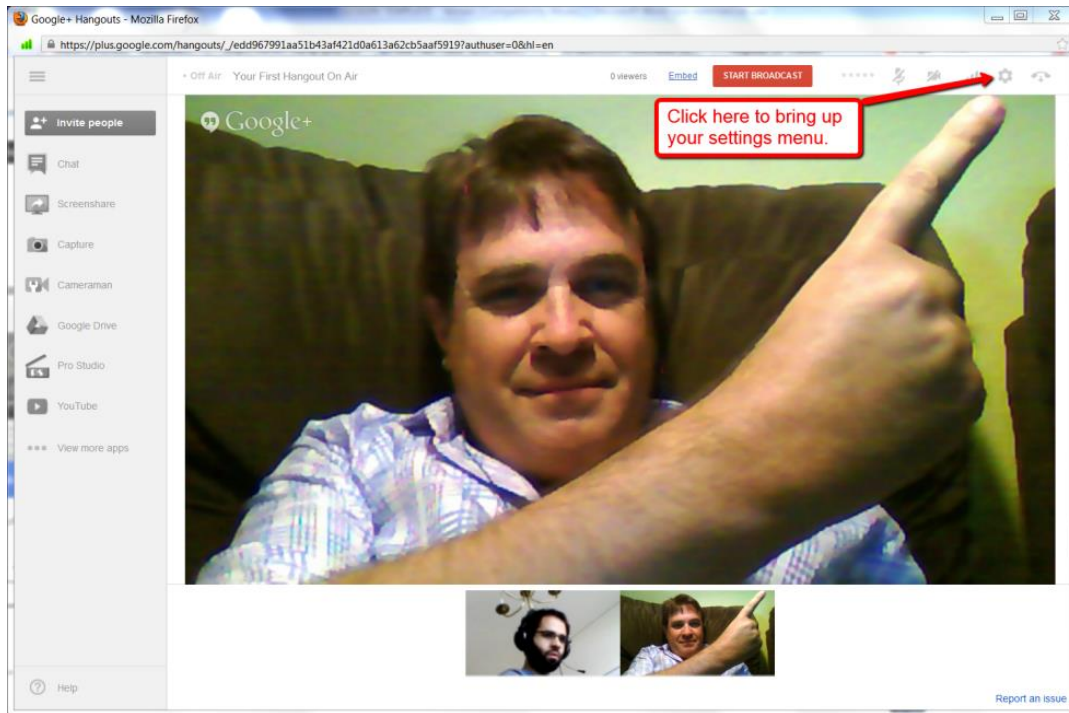 Google+ Hangouts - Mozilla Firefox
https://plus.google.com/hangouts/_/edd967991aa51b43af421d0a613a62cb5aaf5919?authuser=0&hl=en
Off Air Your First Hangout On Air 0 viewers Embed START BROADCAST
Click here to bring up
your settings menu.
Google+
Invite people
Chat
Screenshare
Capture
Cameraman
Google Drive
Pro Studio
YouTube
View more apps
Help
Report an issue